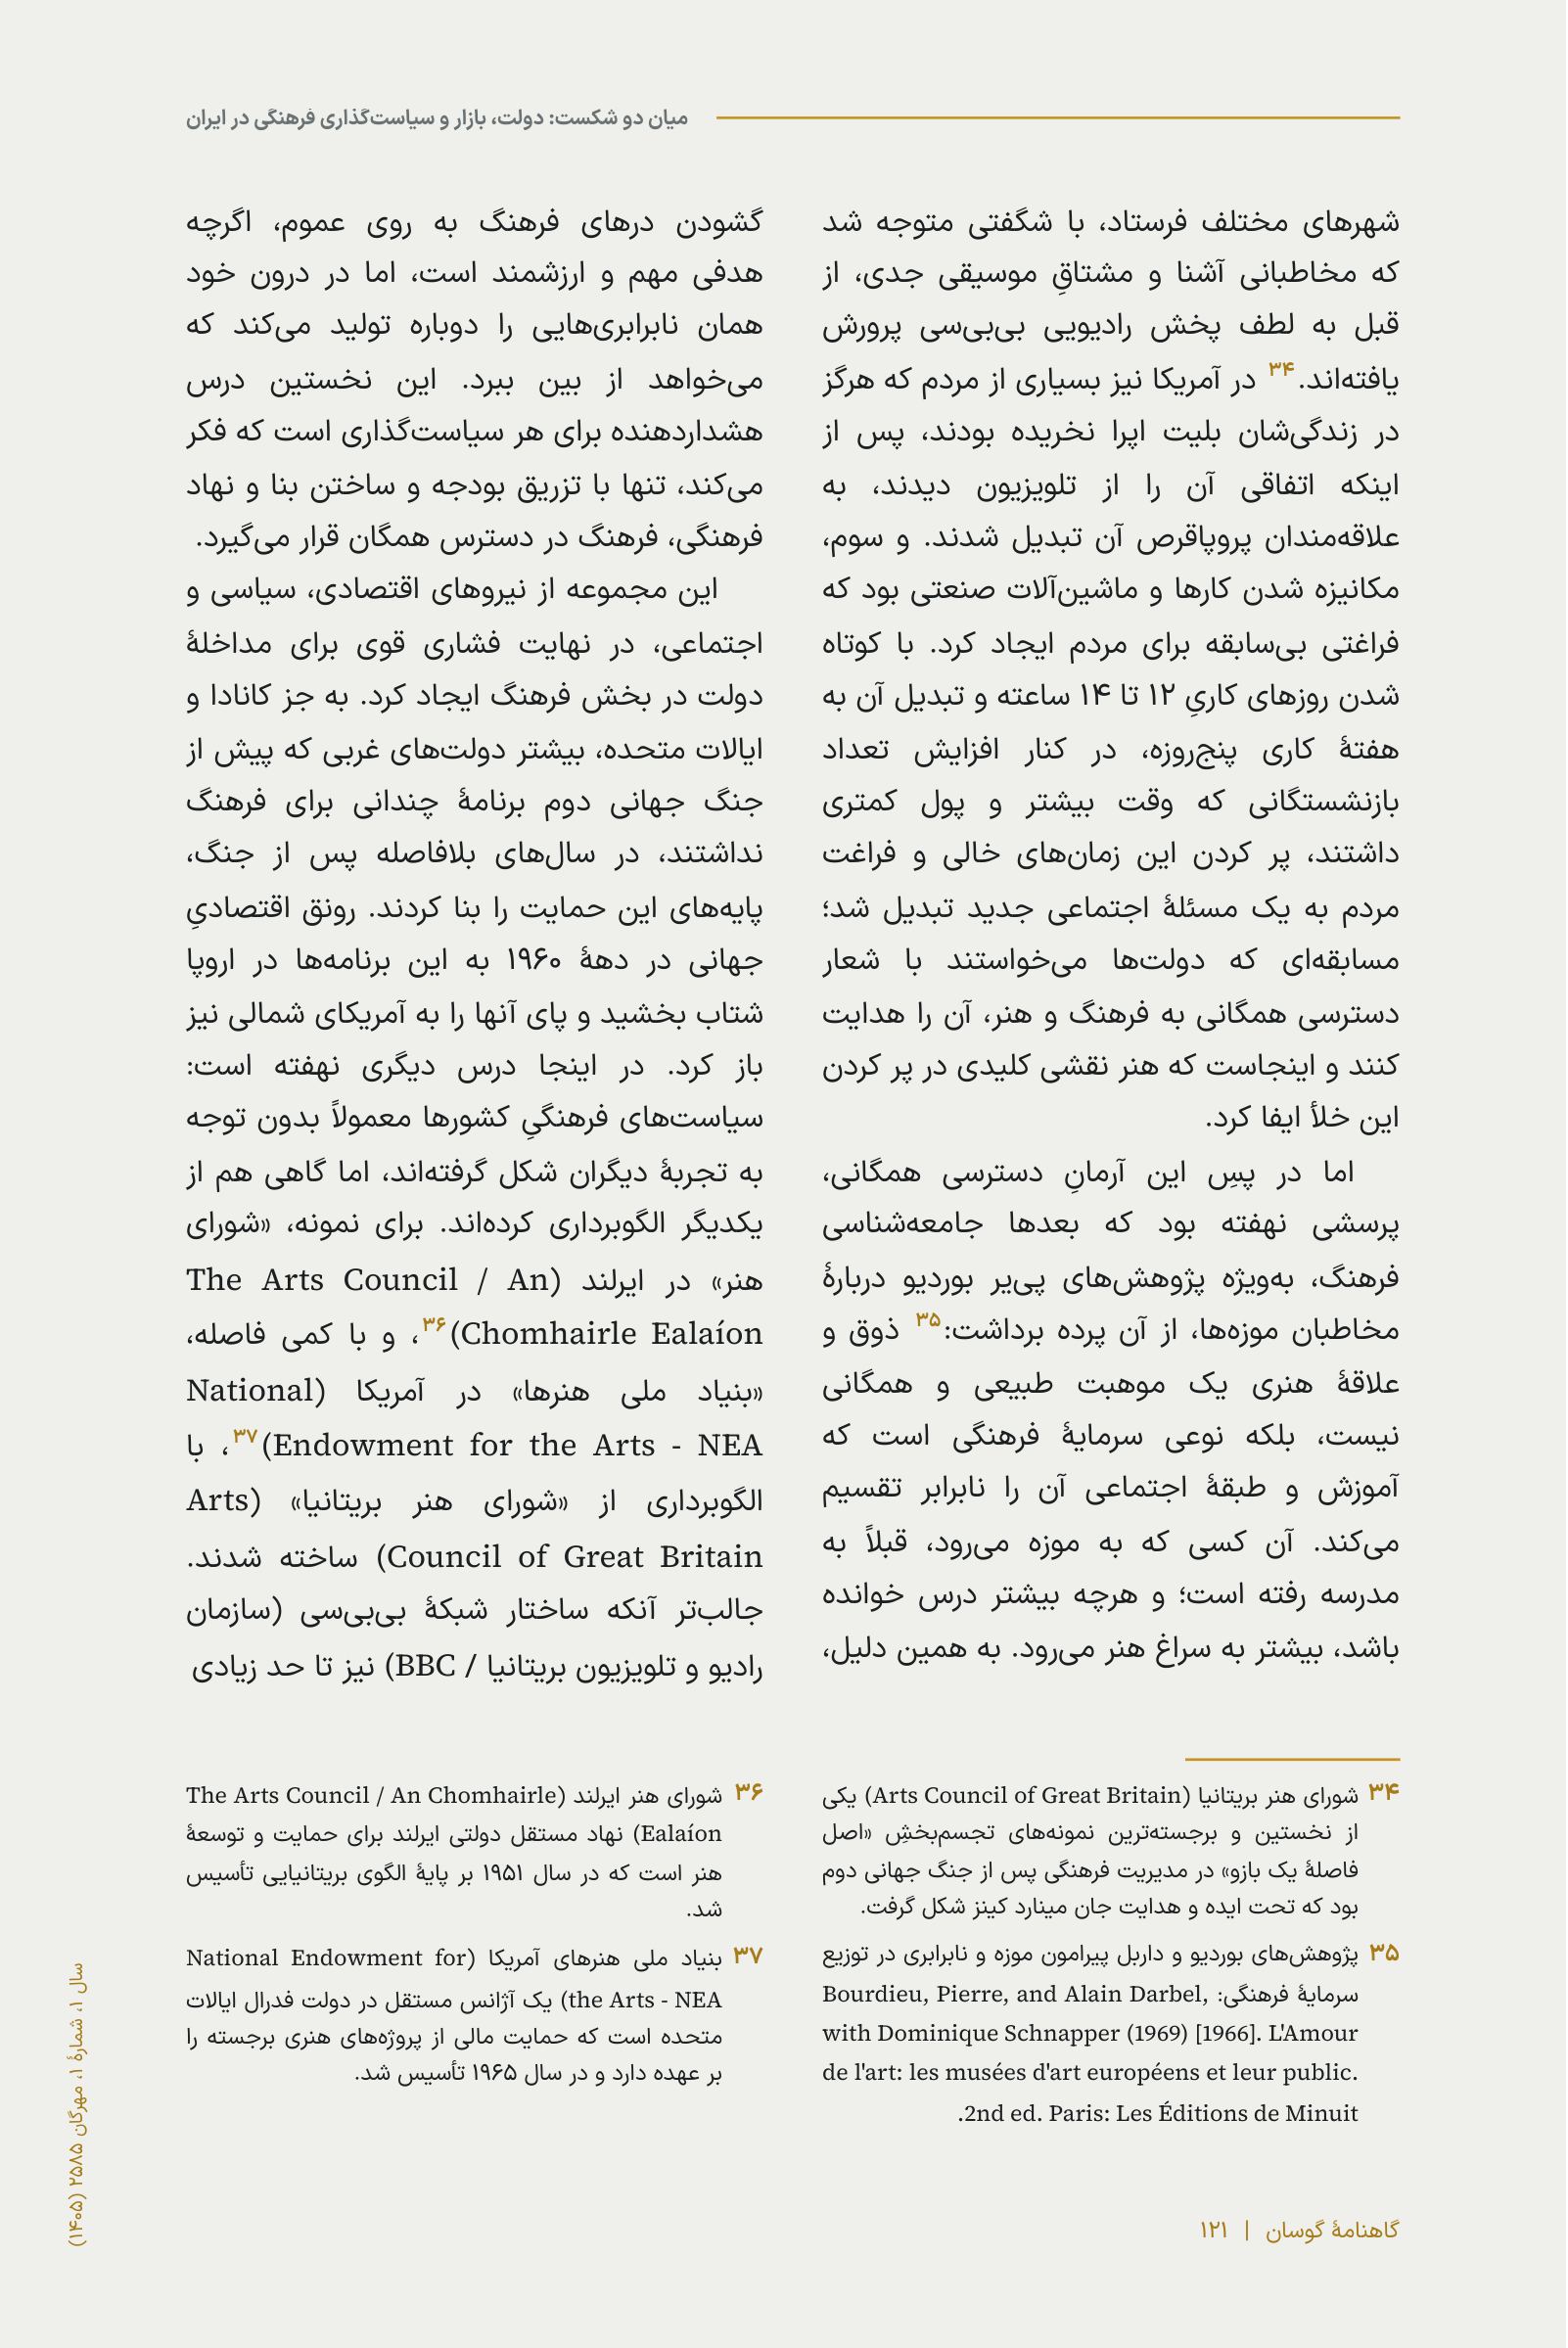 میان دو شکست: دولت، بازار و سیاست‌گذاری فرهنگی در ایران
شهرهای مختلف فرستاد، با شگفتی متوجه شد
که مخاطبانی آشنا و مشتاقِ موسیقی جدی، از
قبل به لطف پخش رادیویی بی‌بی‌سی پرورش
یافته‌اند.۳۴ در آمریکا نیز بسیاری از مردم که هرگز
در زندگی‌شان بلیت اپرا نخریده بودند، پس از
اینکه اتفاقی آن را از تلویزیون دیدند، به
علاقه‌مندان پروپاقرص آن تبدیل شدند. و سوم،
مکانیزه شدن کارها و ماشین‌آلات صنعتی بود که
فراغتی بی‌سابقه برای مردم ایجاد کرد. با کوتاه
شدن روزهای کاریِ ۱۲ تا ۱۴ ساعته و تبدیل آن به
هفتهٔ کاری پنج‌روزه، در کنار افزایش تعداد
بازنشستگانی که وقت بیشتر و پول کمتری
داشتند، پر کردن این زمان‌های خالی و فراغت
مردم به یک مسئلهٔ اجتماعی جدید تبدیل شد؛
مسابقه‌ای که دولت‌ها می‌خواستند با شعار
دسترسی همگانی به فرهنگ و هنر، آن را هدایت
کنند و اینجاست که هنر نقشی کلیدی در پر کردن
این خلأ ایفا کرد.
اما در پسِ این آرمانِ دسترسی همگانی،
پرسشی نهفته بود که بعدها جامعه‌شناسی
فرهنگ، به‌ویژه پژوهش‌های پی‌یر بوردیو دربارهٔ
مخاطبان موزه‌ها، از آن پرده برداشت:۳۵ ذوق و
علاقهٔ هنری یک موهبت طبیعی و همگانی
نیست، بلکه نوعی سرمایهٔ فرهنگی است که
آموزش و طبقهٔ اجتماعی آن را نابرابر تقسیم
می‌کند. آن کسی که به موزه می‌رود، قبلاً به
مدرسه رفته است؛ و هرچه بیشتر درس خوانده
باشد، بیشتر به سراغ هنر می‌رود. به همین دلیل،
گشودن درهای فرهنگ به روی عموم، اگرچه
هدفی مهم و ارزشمند است، اما در درون خود
همان نابرابری‌هایی را دوباره تولید می‌کند که
می‌خواهد از بین ببرد. این نخستین درس
هشداردهنده برای هر سیاست‌گذاری است که فکر
می‌کند، تنها با تزریق بودجه و ساختن بنا و نهاد
فرهنگی، فرهنگ در دسترس همگان قرار می‌گیرد.
این مجموعه از نیروهای اقتصادی، سیاسی و
اجتماعی، در نهایت فشاری قوی برای مداخلهٔ
دولت در بخش فرهنگ ایجاد کرد. به جز کانادا و
ایالات متحده، بیشتر دولت‌های غربی که پیش از
جنگ جهانی دوم برنامهٔ چندانی برای فرهنگ
نداشتند، در سال‌های بلافاصله پس از جنگ،
پایه‌های این حمایت را بنا کردند. رونق اقتصادیِ
جهانی در دههٔ ۱۹۶۰ به این برنامه‌ها در اروپا
شتاب بخشید و پای آنها را به آمریکای شمالی نیز
باز کرد. در اینجا درس دیگری نهفته است:
سیاست‌های فرهنگیِ کشورها معمولاً بدون توجه
به تجربهٔ دیگران شکل گرفته‌اند، اما گاهی هم از
یکدیگر الگوبرداری کرده‌اند. برای نمونه، «شورای
هنر» در ایرلند (The Arts Council / An
Chomhairle Ealaíon)۳۶، و با کمی فاصله،
«بنیاد ملی هنرها» در آمریکا (National
Endowment for the Arts - NEA)۳۷، با
الگوبرداری از «شورای هنر بریتانیا» (Arts
Council of Great Britain) ساخته شدند.
جالب‌تر آنکه ساختار شبکهٔ بی‌بی‌سی (سازمان
رادیو و تلویزیون بریتانیا / BBC) نیز تا حد زیادی
۳۴ شورای هنر بریتانیا (Arts Council of Great Britain) یکی
از نخستین و برجسته‌ترین نمونه‌های تجسم‌بخشِ «اصل
فاصلهٔ یک بازو» در مدیریت فرهنگی پس از جنگ جهانی دوم
بود که تحت ایده و هدایت جان مینارد کینز شکل گرفت.
۳۵ پژوهش‌های بوردیو و داربل پیرامون موزه و نابرابری در توزیع
سرمایهٔ فرهنگی: Bourdieu, Pierre, and Alain Darbel,
with Dominique Schnapper (1969) [1966]. L'Amour
de l'art: les musées d'art européens et leur public.
2nd ed. Paris: Les Éditions de Minuit.
۳۶ شورای هنر ایرلند (The Arts Council / An Chomhairle
Ealaíon) نهاد مستقل دولتی ایرلند برای حمایت و توسعهٔ
هنر است که در سال ۱۹۵۱ بر پایهٔ الگوی بریتانیایی تأسیس
شد.
۳۷ بنیاد ملی هنرهای آمریکا (National Endowment for
the Arts - NEA) یک آژانس مستقل در دولت فدرال ایالات
متحده است که حمایت مالی از پروژه‌های هنری برجسته را
بر عهده دارد و در سال ۱۹۶۵ تأسیس شد.
سال ۱، شمارهٔ ۱، مهرگان ۲۵۸۵ (۱۴۰۵)
گاهنامهٔ گوسان | ۱۲۱